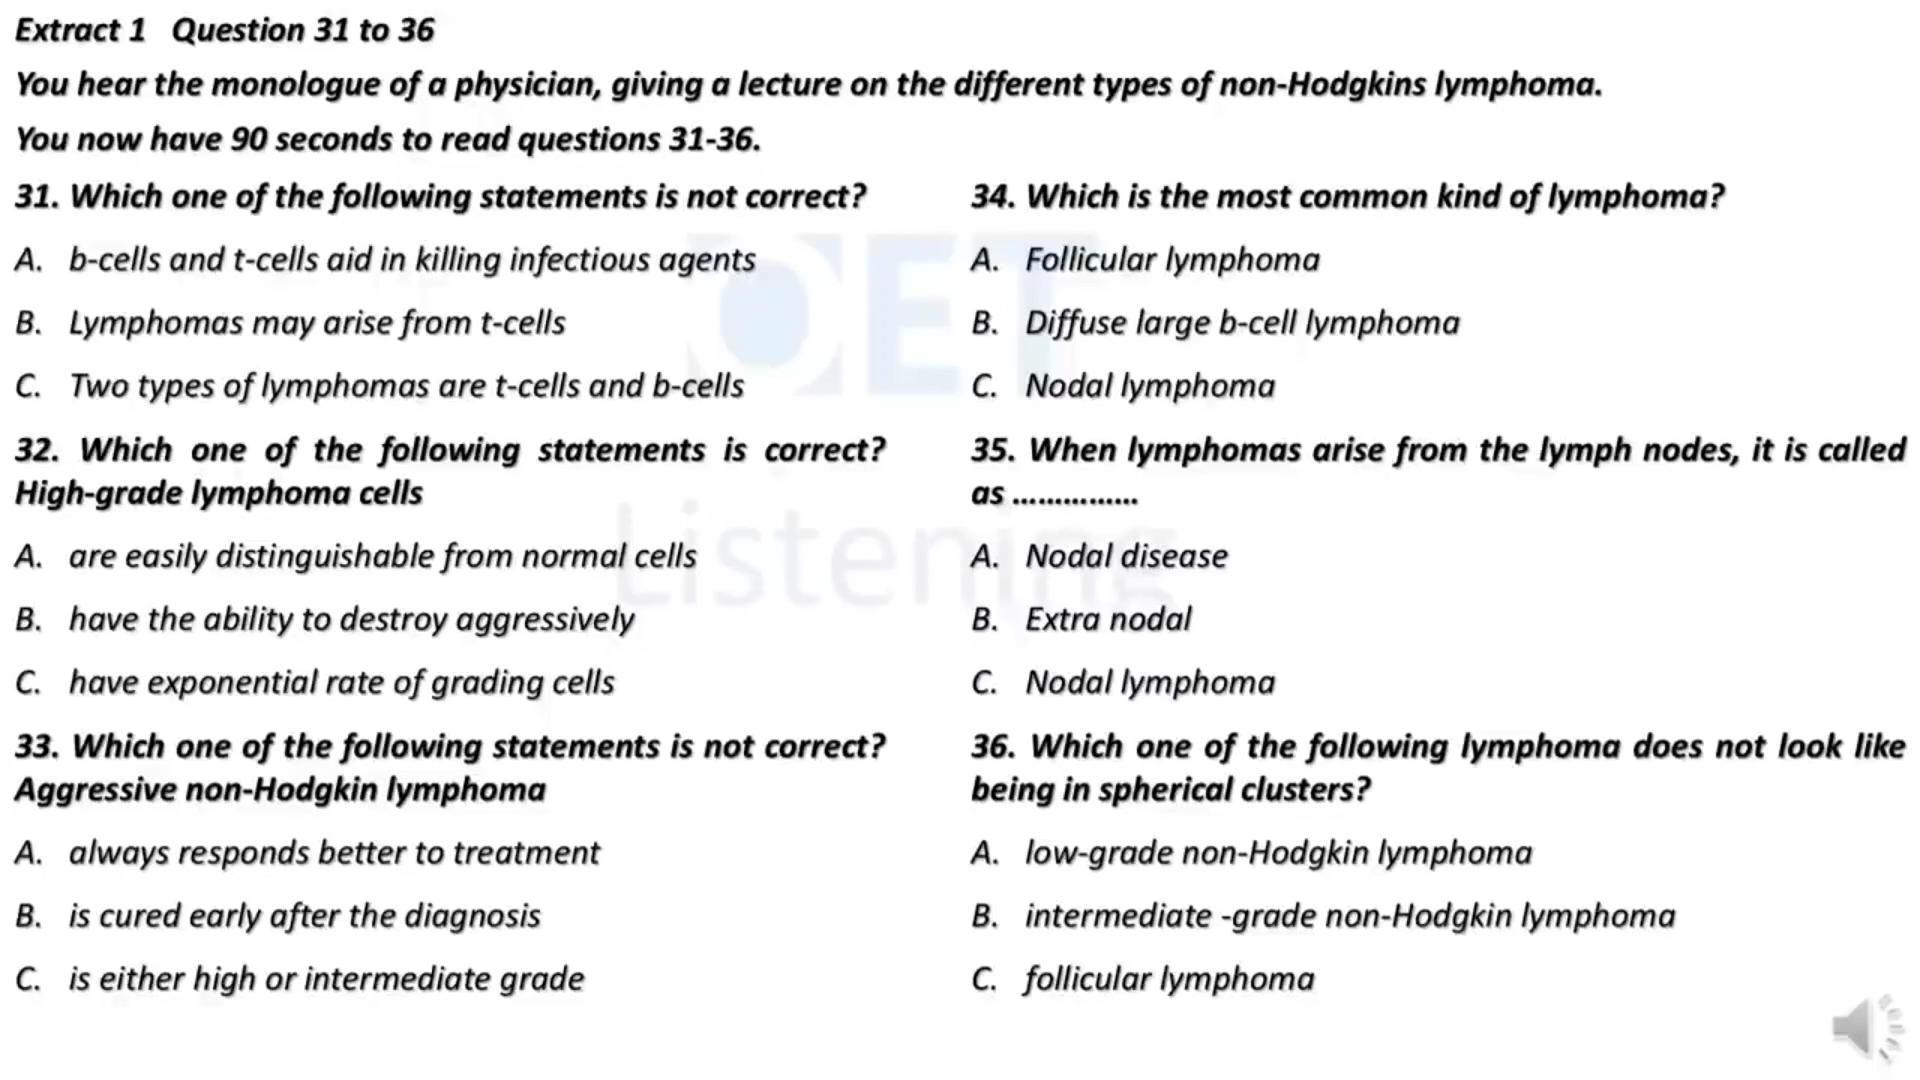 Extract 1 Question 31 to 36
You hear the monologue of a physician, giving a lecture on the different types of non-Hodgkins lymphoma.
You now have 90 seconds to read questions 31-36.
31. Which one of the following statements is not correct?
A. b-cells and t-cells aid in killing infectious agents
B. Lymphomas may arise from t-cells
C. Two types of lymphomas are t-cells and b-cells
32. Which one of the following statements is correct?
High-grade lymphoma cells
A. are easily distinguishable from normal cells
B. have the ability to destroy aggressively
C. have exponential rate of grading cells
33. Which one of the following statements is not correct?
Aggressive non-Hodgkin lymphoma
A. always responds better to treatment
B. is cured early after the diagnosis
C. is either high or intermediate grade
34. Which is the most common kind of lymphoma?
A. Follicular lymphoma
B. Diffuse large b-cell lymphoma
C. Nodal lymphoma
35. When lymphomas arise from the lymph nodes, it is called
as ...............
A. Nodal disease
B. Extra nodal
C. Nodal lymphoma
36. Which one of the following lymphoma does not look like
being in spherical clusters?
A. low-grade non-Hodgkin lymphoma
B. intermediate -grade non-Hodgkin lymphoma
C. follicular lymphoma
OET
Listening